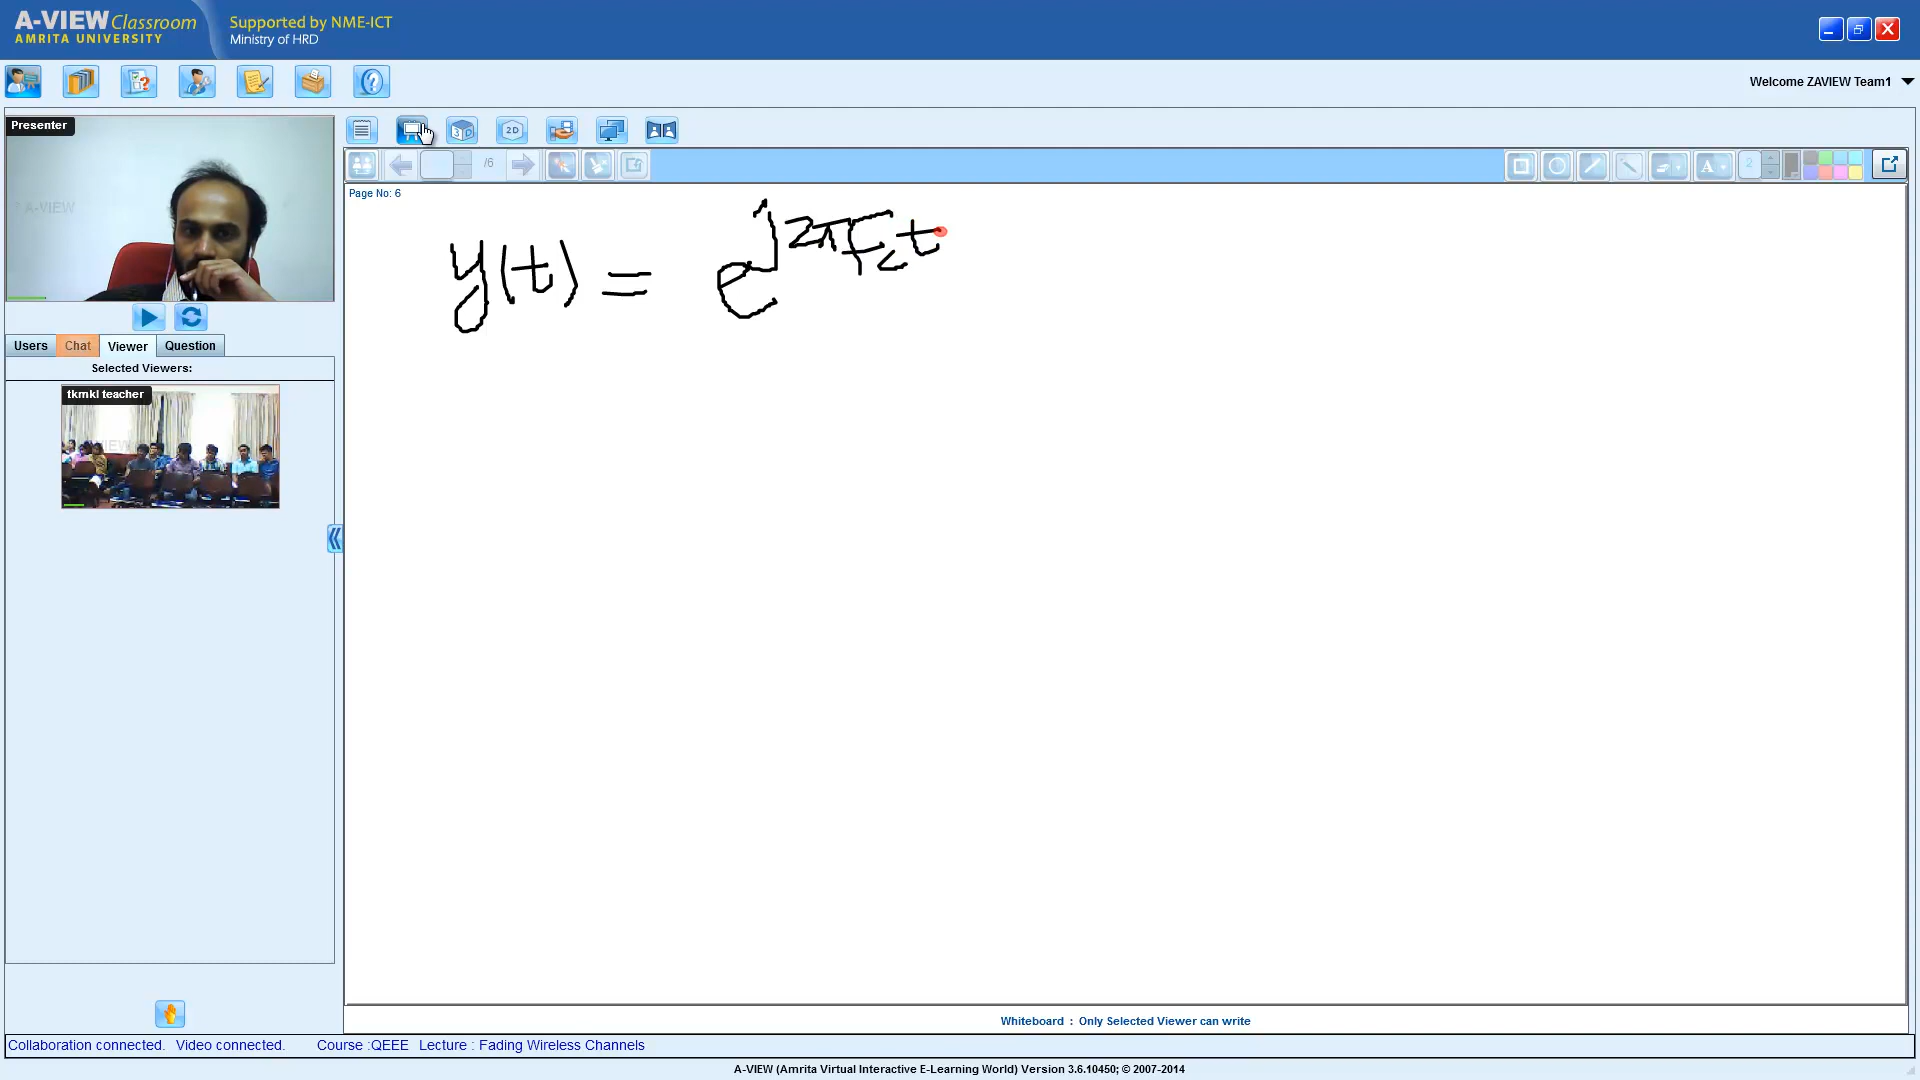 A-VIEW Classroom
AMRITA UNIVERSITY
Supported by NME-ICT
Ministry of HRD
Welcome ZAVIEW Team1
Presenter
A-VIEW
3D
2D
/6
A
2
Page No: 6
y(t) = e^{j2πf_c t}
Users Chat Viewer Question
Selected Viewers:
tkmkl teacher
Whiteboard : Only Selected Viewer can write
Collaboration connected. Video connected. Course :QEEE Lecture : Fading Wireless Channels
A-VIEW (Amrita Virtual Interactive E-Learning World) Version 3.6.10450; © 2007-2014